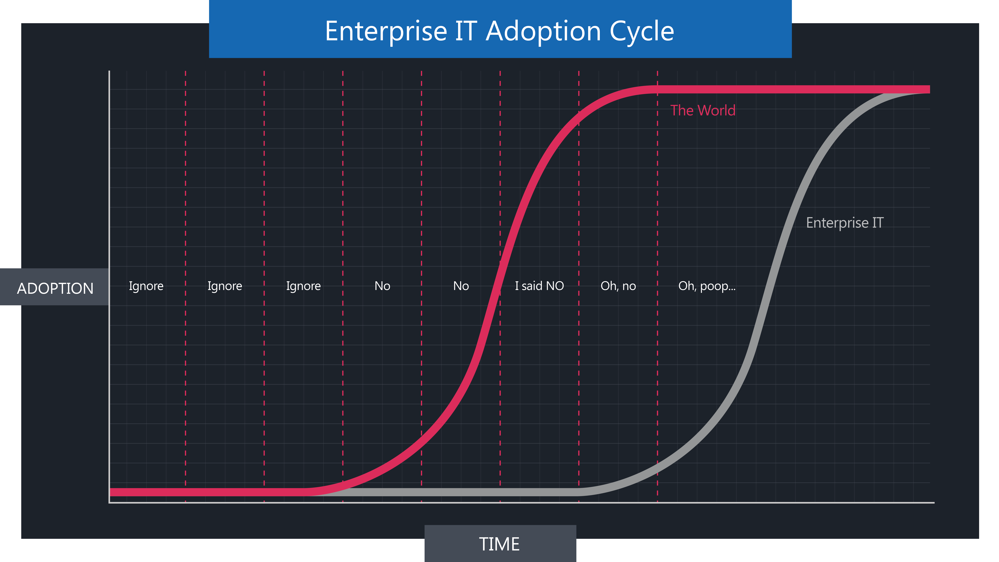 Enterprise IT Adoption Cycle
The World
Enterprise IT
ADOPTION
Ignore
Ignore
Ignore
No
No
I said NO
Oh, no
Oh, poop...
TIME